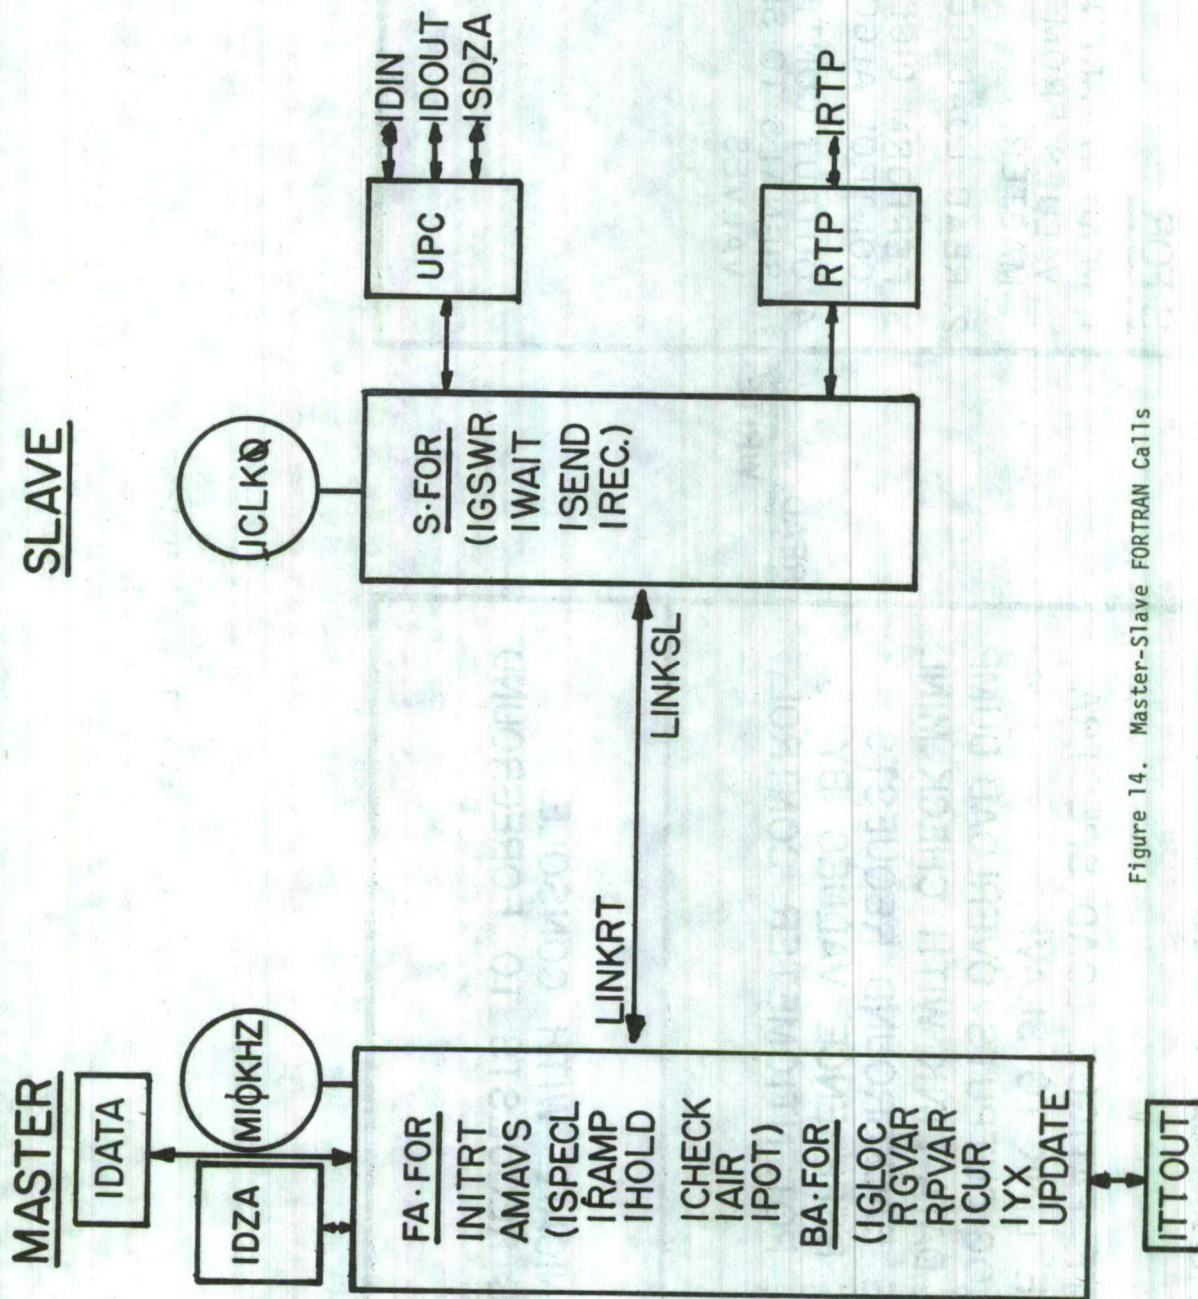 MASTER
IDATA
IDZA
MIϕKHZ
FA·FOR
INITRT
AMAVS
(ISPECL
IRAMP
IHOLD
ICHECK
IAIR
IPOT)
BA·FOR
(IGLOC
RGVAR
RPVAR
ICUR
IYX
UPDATE
ITTOUT
LINKRT
LINKSL
SLAVE
S·FOR
(IGSWR
IWAIT
ISEND
IREC.)
UPC
IDIN
IDOUT
ISDZA
RTP
IRTP
Figure 14. Master-Slave FORTRAN Calls